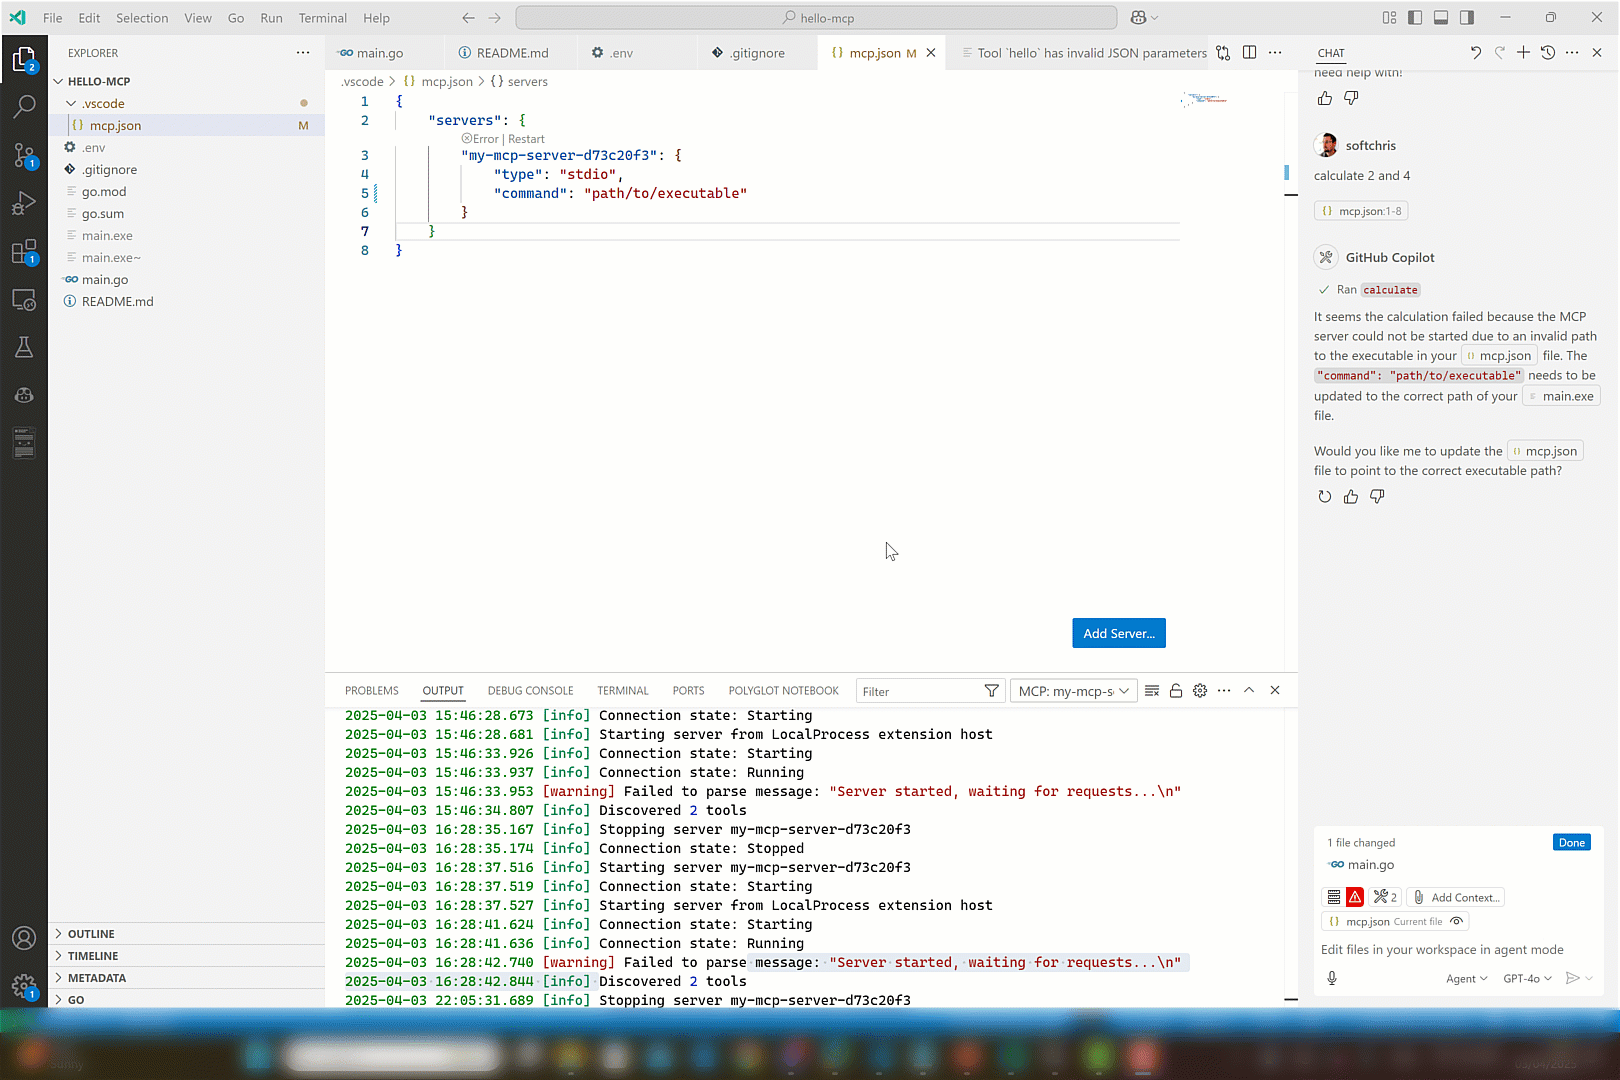 File Edit Selection View Go Run Terminal Help
hello-mcp
EXPLORER
HELLO-MCP
.vscode
mcp.json M
.env
.gitignore
go.mod
go.sum
main.exe
main.exe~
main.go
README.md
OUTLINE
TIMELINE
METADATA
GO
2
1
1
1
main.go
README.md
.env
.gitignore
mcp.json M
Tool `hello` has invalid JSON parameters
.vscode > {} mcp.json > {} servers
1 {
2 "servers": {
Error | Restart
3 "my-mcp-server-d73c20f3": {
4 "type": "stdio",
5 "command": "path/to/executable"
6 }
7 }
8 }
Add Server...
PROBLEMS OUTPUT DEBUG CONSOLE TERMINAL PORTS POLYGLOT NOTEBOOK
Filter
MCP: my-mcp-s
2025-04-03 15:46:28.673 [info] Connection state: Starting
2025-04-03 15:46:28.681 [info] Starting server from LocalProcess extension host
2025-04-03 15:46:33.926 [info] Connection state: Starting
2025-04-03 15:46:33.937 [info] Connection state: Running
2025-04-03 15:46:33.953 [warning] Failed to parse message: "Server started, waiting for requests...\n"
2025-04-03 15:46:34.807 [info] Discovered 2 tools
2025-04-03 16:28:35.167 [info] Stopping server my-mcp-server-d73c20f3
2025-04-03 16:28:35.174 [info] Connection state: Stopped
2025-04-03 16:28:37.516 [info] Starting server my-mcp-server-d73c20f3
2025-04-03 16:28:37.519 [info] Connection state: Starting
2025-04-03 16:28:37.527 [info] Starting server from LocalProcess extension host
2025-04-03 16:28:41.624 [info] Connection state: Starting
2025-04-03 16:28:41.636 [info] Connection state: Running
2025-04-03 16:28:42.740 [warning] Failed to parse message: "Server started, waiting for requests...\n"
2025-04-03 16:28:42.844 [info] Discovered 2 tools
2025-04-03 22:05:31.689 [info] Stopping server my-mcp-server-d73c20f3
CHAT
need help with!
softchris
calculate 2 and 4
{} mcp.json:1-8
GitHub Copilot
Ran calculate
It seems the calculation failed because the MCP
server could not be started due to an invalid path
to the executable in your {} mcp.json file. The
"command": "path/to/executable" needs to be
updated to the correct path of your main.exe
file.
Would you like me to update the {} mcp.json
file to point to the correct executable path?
1 file changed
Done
main.go
2
Add Context...
{} mcp.json Current file
Edit files in your workspace in agent mode
Agent
GPT-4o
Sunny
03/04/2025